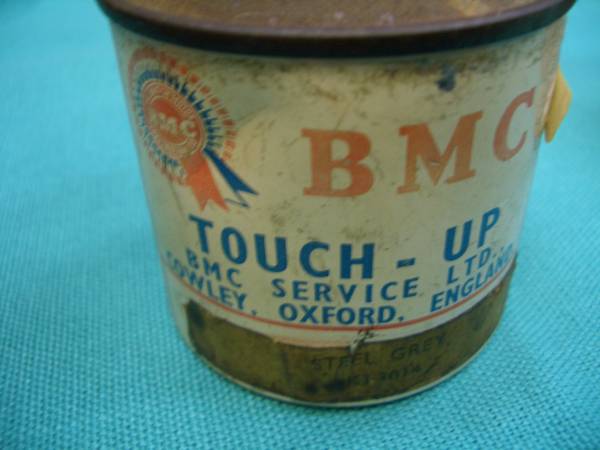 BMC
BMC
TOUCH-UP
BMC SERVICE LTD.
COWLEY, OXFORD, ENGLAND
STEEL GREY